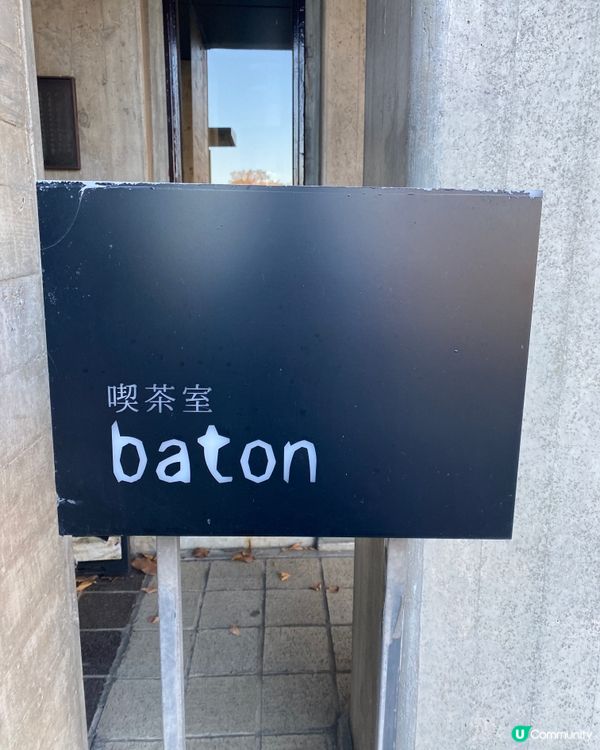 喫茶室
baton
U Community